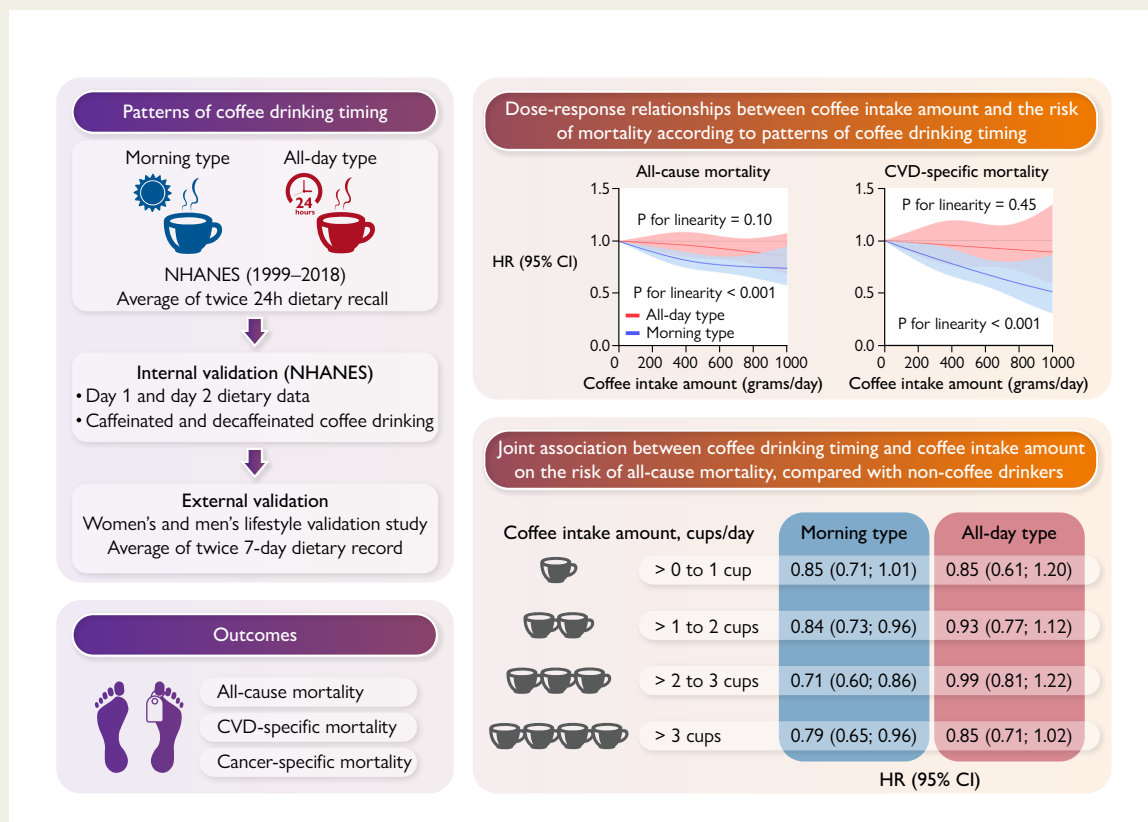 Patterns of coffee drinking timing
Morning type
All-day type
24
hours
NHANES (1999–2018)
Average of twice 24h dietary recall
Internal validation (NHANES)
• Day 1 and day 2 dietary data
• Caffeinated and decaffeinated coffee drinking
External validation
Women's and men's lifestyle validation study
Average of twice 7-day dietary record
Outcomes
All-cause mortality
CVD-specific mortality
Cancer-specific mortality
Dose-response relationships between coffee intake amount and the risk
of mortality according to patterns of coffee drinking timing
All-cause mortality
1.5
P for linearity = 0.10
1.0
HR (95% CI)
P for linearity < 0.001
0.5
All-day type
Morning type
0.0
0 200 400 600 800 1000
Coffee intake amount (grams/day)
CVD-specific mortality
1.5
P for linearity = 0.45
1.0
0.5
P for linearity < 0.001
0.0
0 200 400 600 800 1000
Coffee intake amount (grams/day)
Joint association between coffee drinking timing and coffee intake amount
on the risk of all-cause mortality, compared with non-coffee drinkers
Coffee intake amount, cups/day Morning type All-day type
> 0 to 1 cup 0.85 (0.71; 1.01) 0.85 (0.61; 1.20)
> 1 to 2 cups 0.84 (0.73; 0.96) 0.93 (0.77; 1.12)
> 2 to 3 cups 0.71 (0.60; 0.86) 0.99 (0.81; 1.22)
> 3 cups 0.79 (0.65; 0.96) 0.85 (0.71; 1.02)
HR (95% CI)